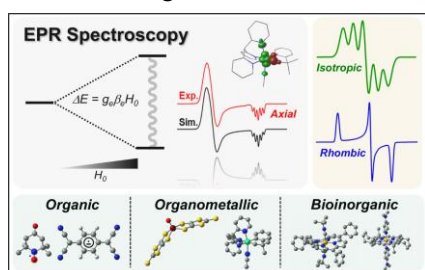 EPR Spectroscopy
ΔE = gₑβₑH₀
H₀
Exp.
Axial
Sim.
Isotropic
Rhombic
Organic
Organometallic
Bioinorganic